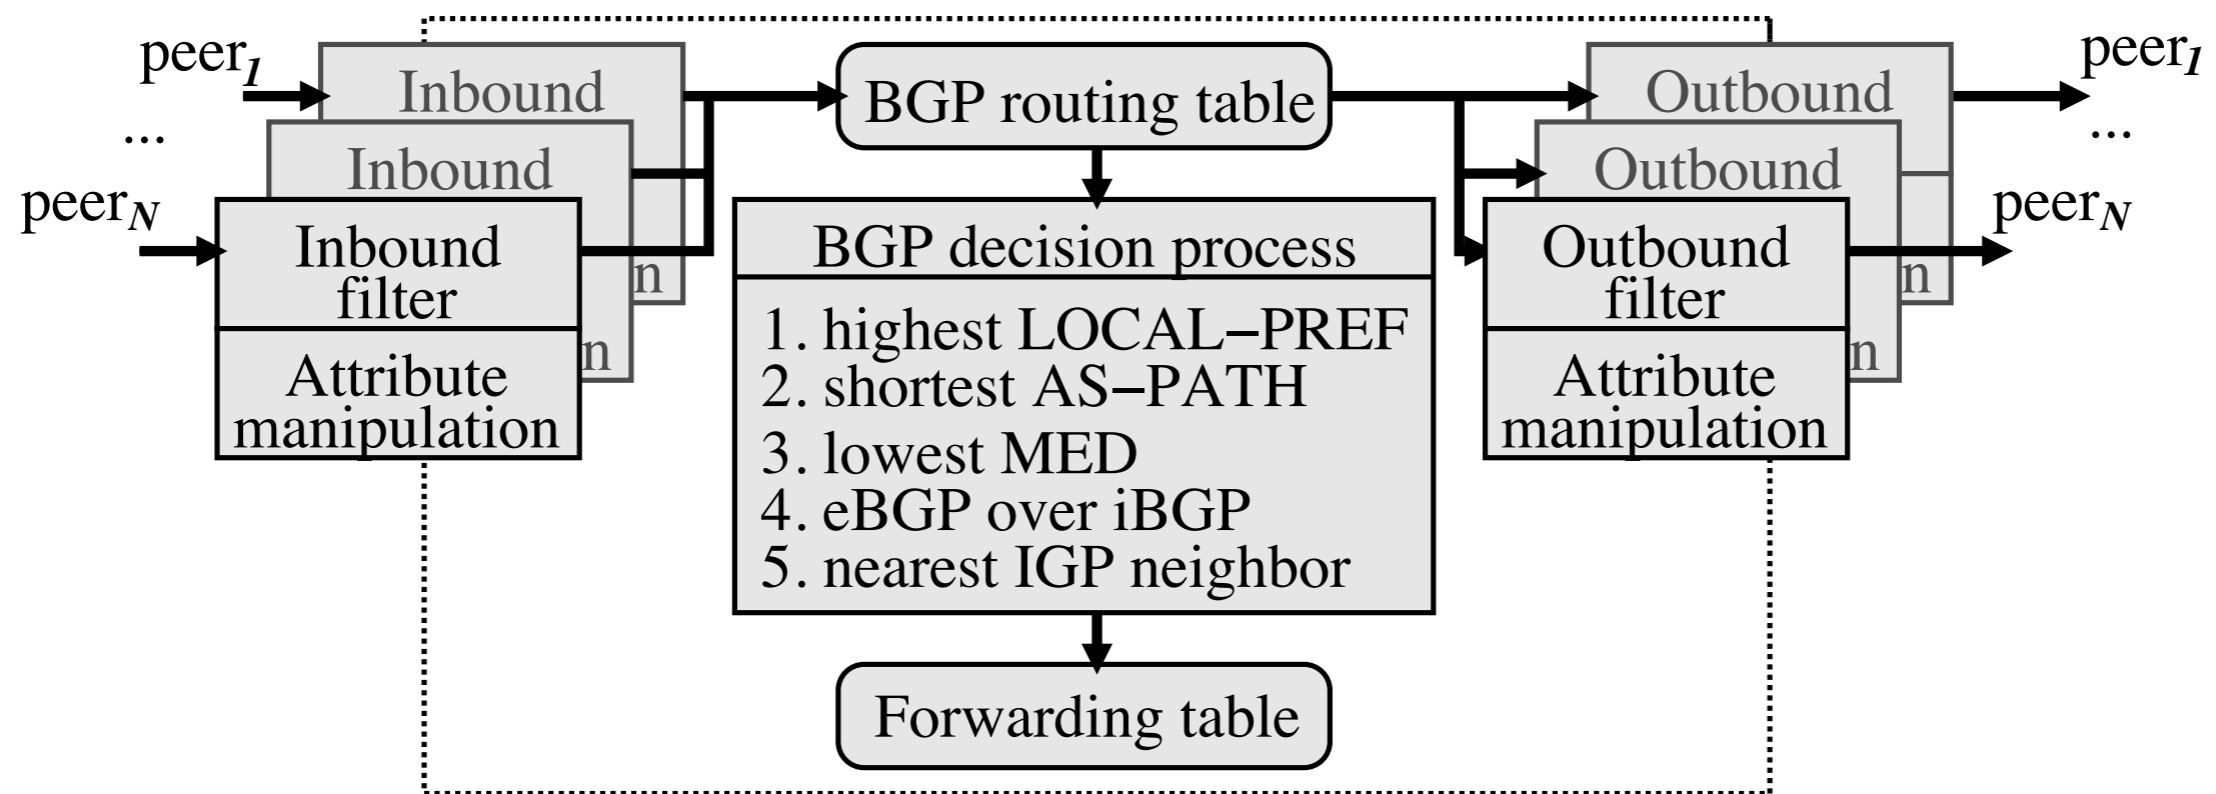 peer1
...
peerN
Inbound
Inbound
Inbound
filter
Attribute
manipulation
n
n
BGP routing table
BGP decision process
1. highest LOCAL–PREF
2. shortest AS–PATH
3. lowest MED
4. eBGP over iBGP
5. nearest IGP neighbor
Forwarding table
Outbound
Outbound
Outbound
filter
Attribute
manipulation
n
n
peer1
...
peerN